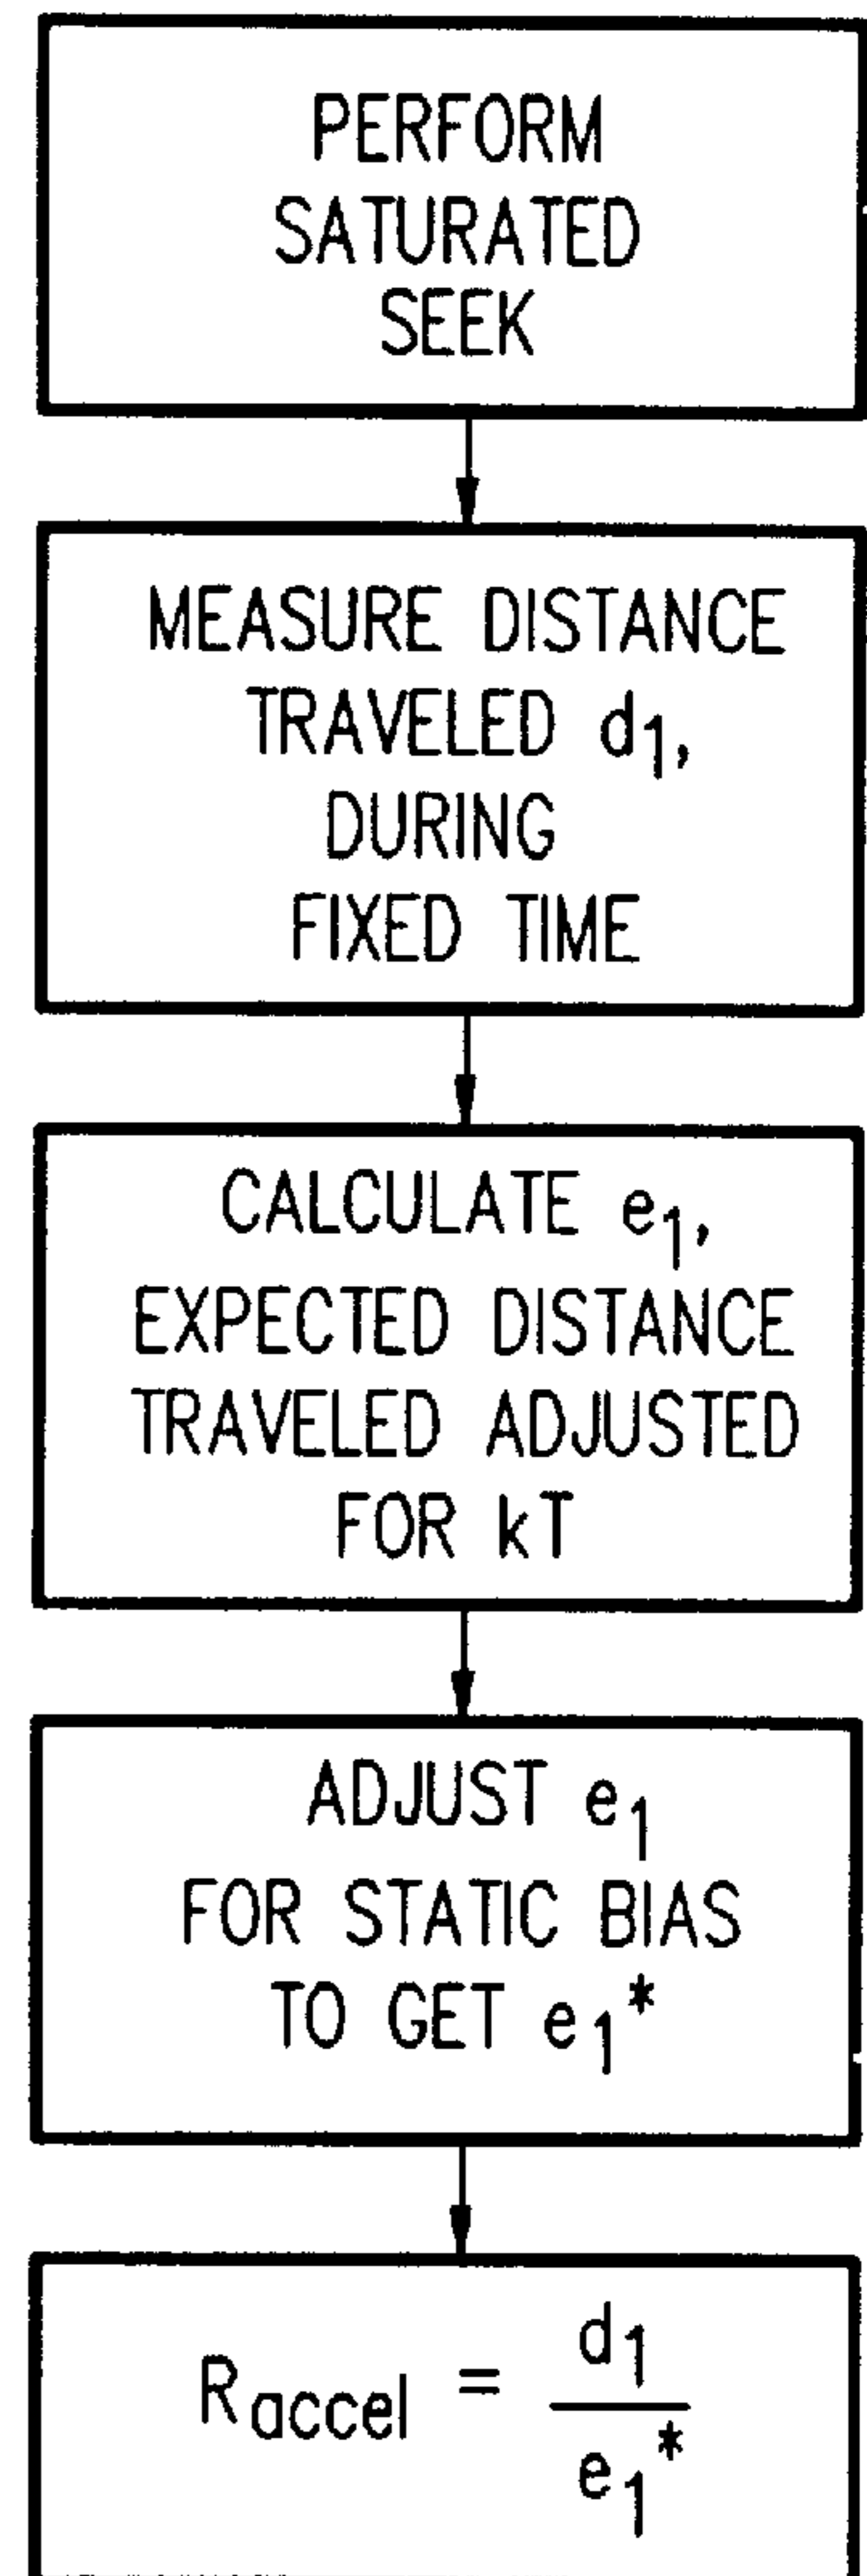 PERFORM
SATURATED
SEEK
MEASURE DISTANCE
TRAVELED d₁,
DURING
FIXED TIME
CALCULATE e₁,
EXPECTED DISTANCE
TRAVELED ADJUSTED
FOR kT
ADJUST e₁
FOR STATIC BIAS
TO GET e₁*
R_accel = d₁ / e₁*